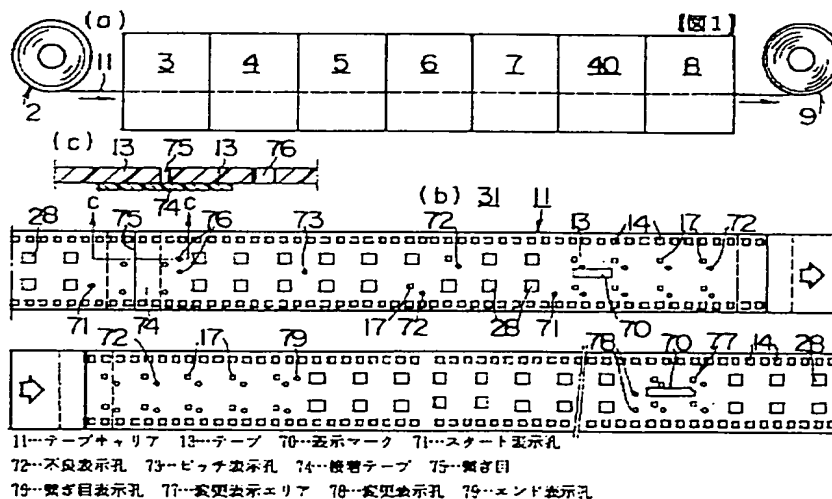 (a)
【図1】
11
3 4 5 6 7 40 8
2
9
(c)
13 75 13 76
74
(b) 31 11
c c
28 75 76 73 72 13 14 17 72
71 74 17 72 28 71 70
72 17 79 78 70 77 14 28
11…テープキャリア 13…テープ 70…表示マーク 71…スタート表示孔
72…不良表示孔 73…ピッチ表示孔 74…接着テープ 75…繋ぎ目
79…繋ぎ目表示孔 77…変更表示エリア 78…変更表示孔 79…エンド表示孔